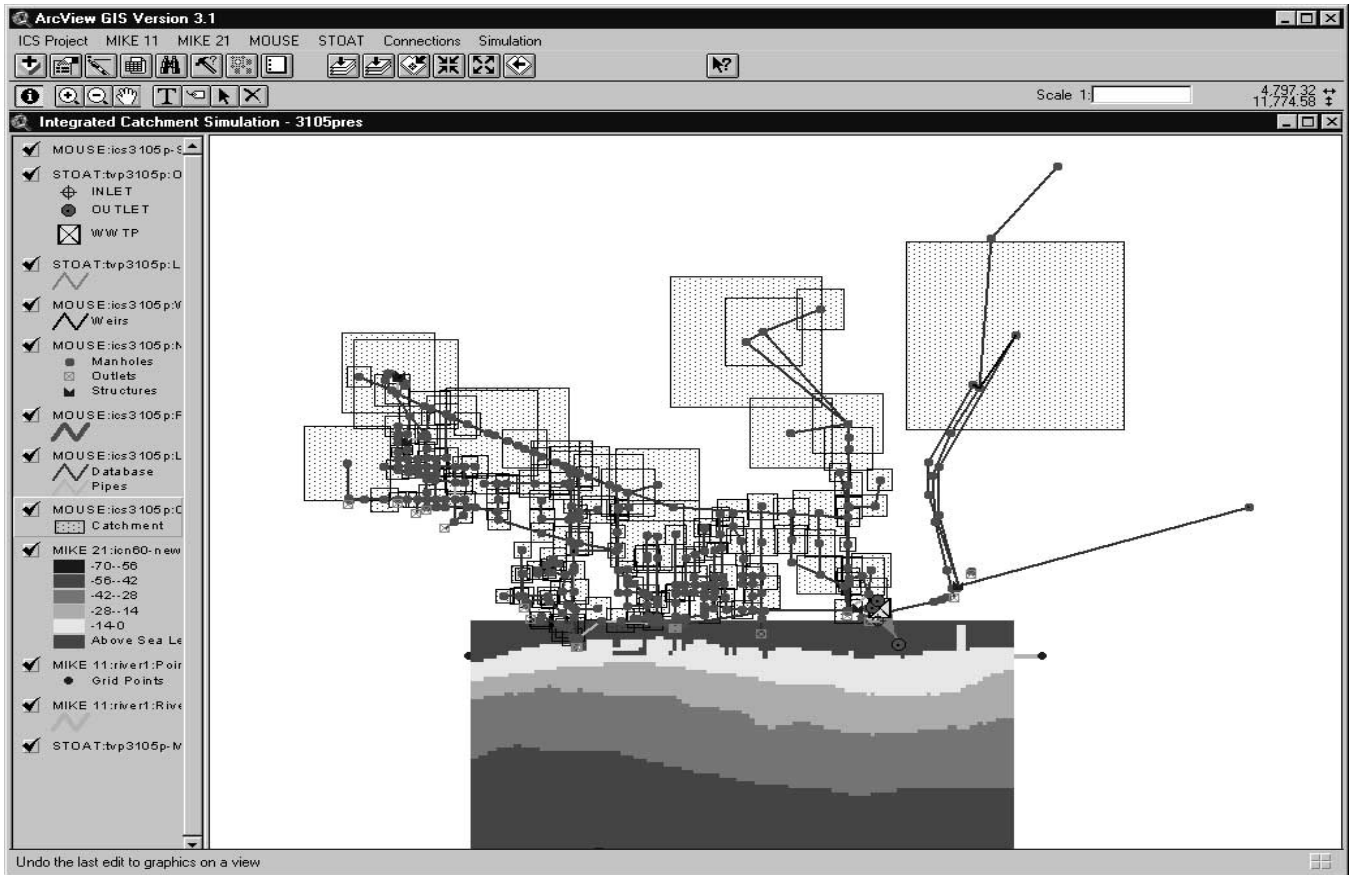 ArcView GIS Version 3.1
ICS Project MIKE 11 MIKE 21 MOUSE STOAT Connections Simulation
Scale 1:
4,797.32
11,774.58
Integrated Catchment Simulation - 3105pres
MOUSE:ics3105p-S
STOAT:tvp3105p:O
INLET
OUTLET
WWTP
STOAT:tvp3105p:L
MOUSE:ics3105p:W
Weirs
MOUSE:ics3105p:N
Manholes
Outlets
Structures
MOUSE:ics3105p:F
MOUSE:ics3105p:L
Database
Pipes
MOUSE:ics3105p:C
Catchment
MIKE 21:icn60-new
-70--56
-56--42
-42--28
-28--14
-14-0
Above Sea Le
MIKE 11:river1:Poin
Grid Points
MIKE 11:river1:Rive
STOAT:tvp3105p-M
Undo the last edit to graphics on a view